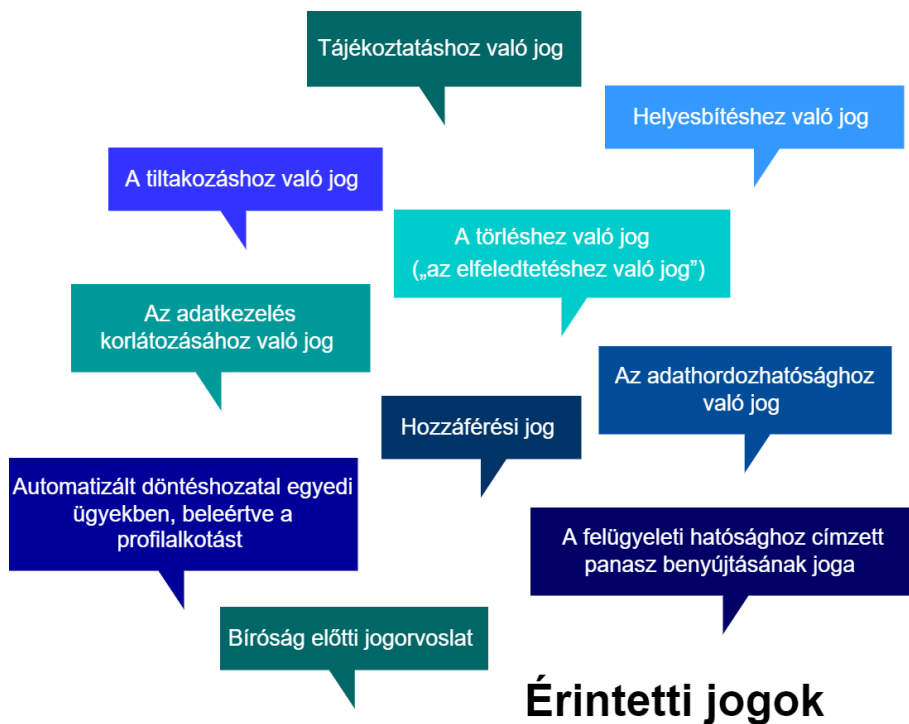 Tájékoztatáshoz való jog
Helyesbítéshez való jog
A tiltakozáshoz való jog
A törléshez való jog
(„az elfeledtetéshez való jog”)
Az adatkezelés
korlátozásához való jog
Az adathordozhatósághoz
való jog
Hozzáférési jog
Automatizált döntéshozatal egyedi
ügyekben, beleértve a
profilalkotást
A felügyeleti hatósághoz címzett
panasz benyújtásának joga
Bíróság előtti jogorvoslat
Érintetti jogok